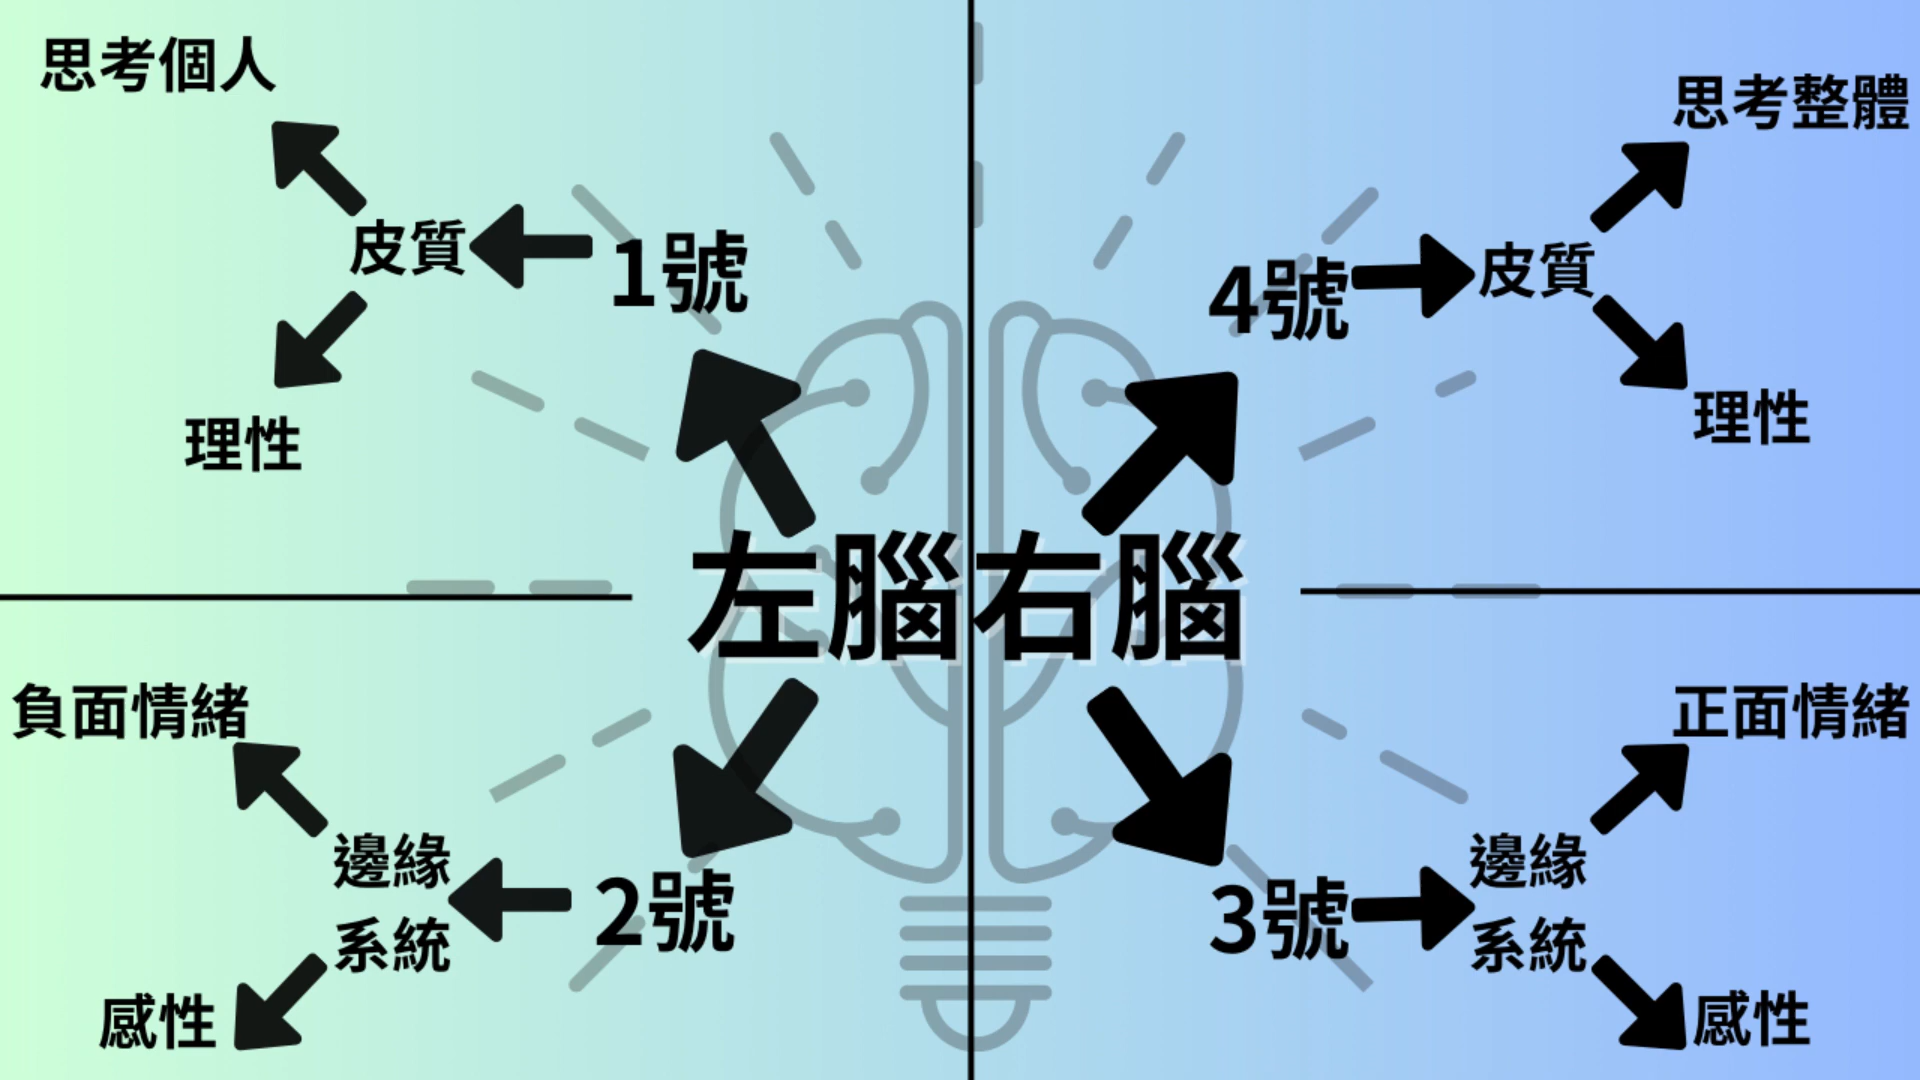 思考個人
皮質
1號
理性
思考整體
4號
皮質
理性
左腦
右腦
負面情緒
邊緣
系統
2號
感性
正面情緒
3號
邊緣
系統
感性